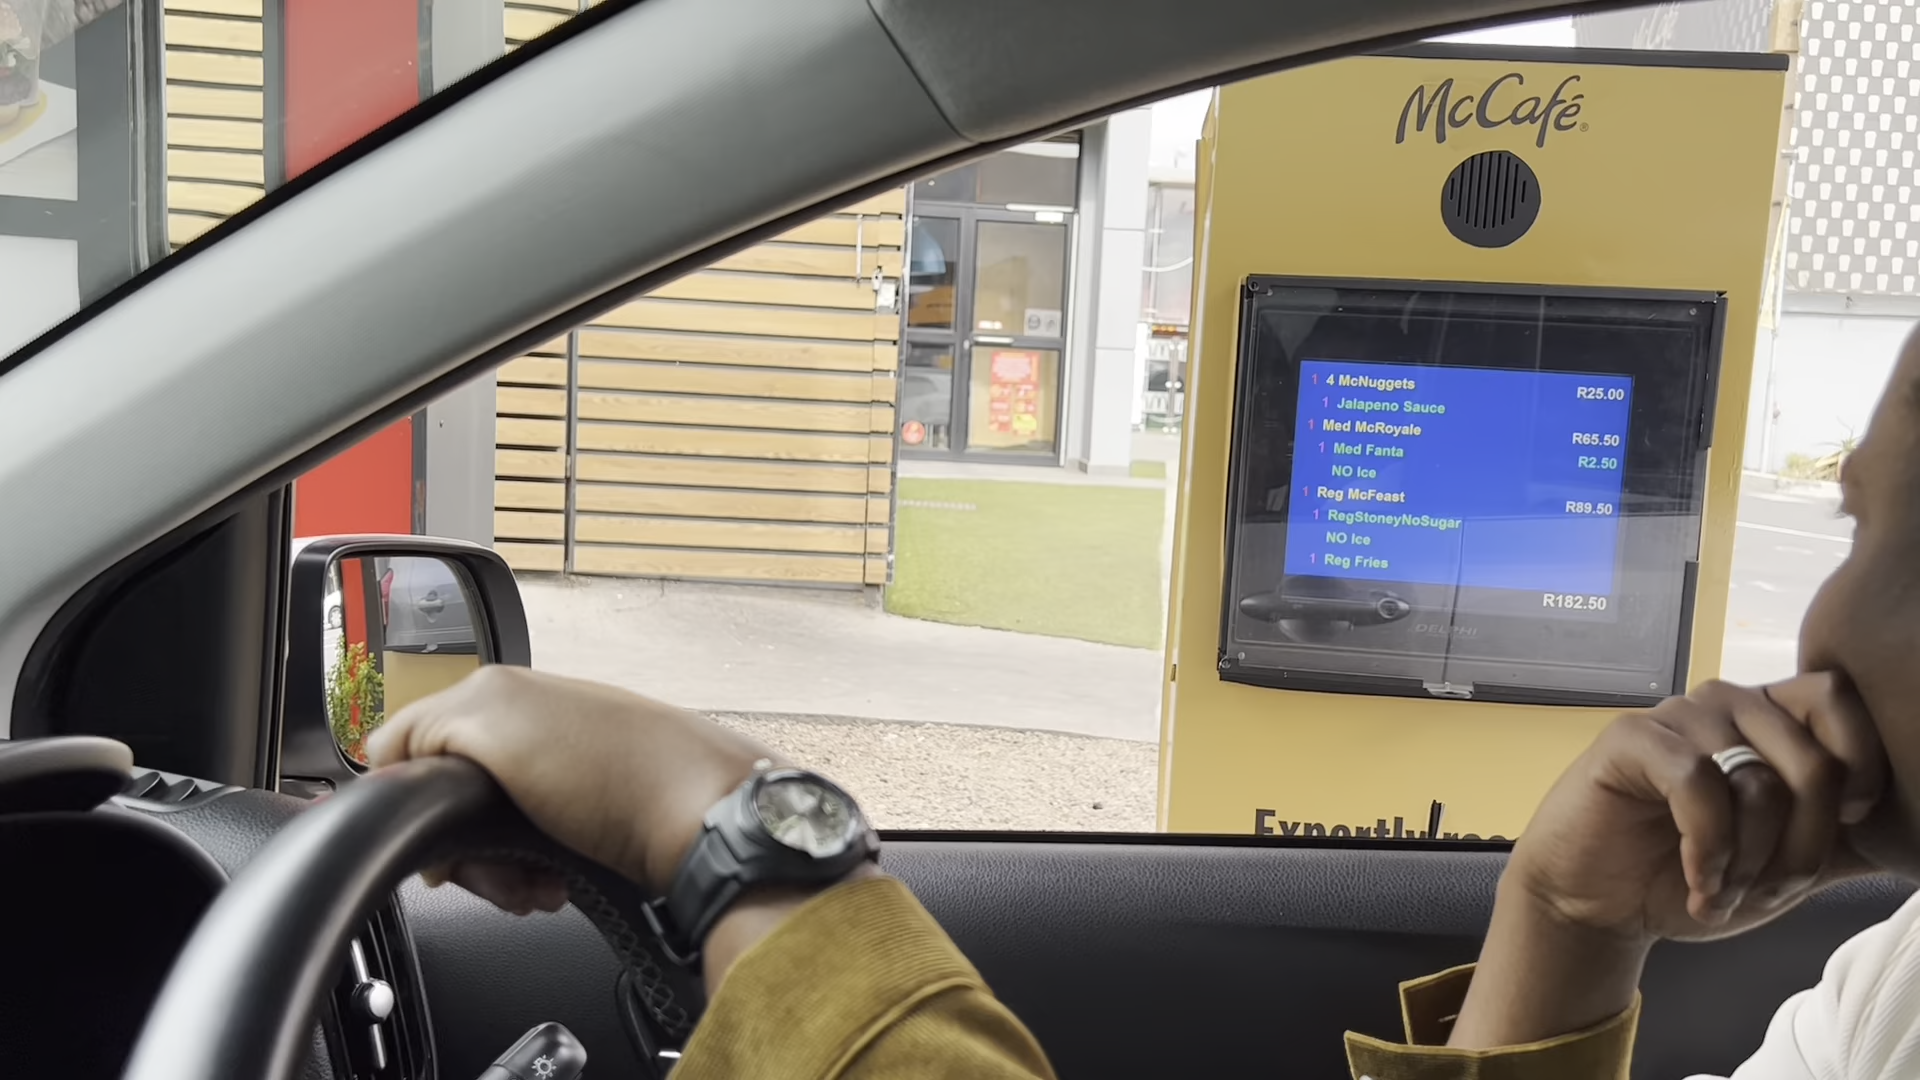 McCafé®
1 4 McNuggets R25.00
1 Jalapeno Sauce
1 Med McRoyale R65.50
1 Med Fanta R2.50
NO Ice
1 Reg McFeast R89.50
1 RegStoneyNoSugar
NO Ice
1 Reg Fries
R182.50
DELPHI
Expertly